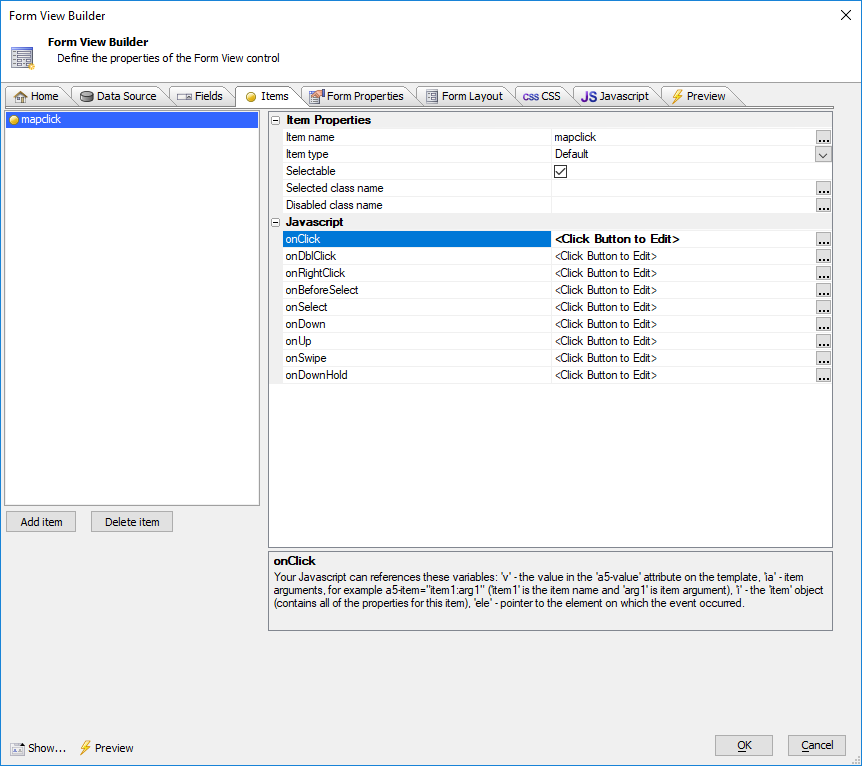 Form View Builder
Form View Builder
Define the properties of the Form View control
Home Data Source Fields Items Form Properties Form Layout CSS CSS JS Javascript Preview
mapclick
Item Properties
Item name mapclick ...
Item type Default
Selectable
Selected class name ...
Disabled class name ...
Javascript
onClick <Click Button to Edit> ...
onDblClick <Click Button to Edit> ...
onRightClick <Click Button to Edit> ...
onBeforeSelect <Click Button to Edit> ...
onSelect <Click Button to Edit> ...
onDown <Click Button to Edit> ...
onUp <Click Button to Edit> ...
onSwipe <Click Button to Edit> ...
onDownHold <Click Button to Edit> ...
Add item Delete item
onClick
Your Javascript can references these variables: 'v' - the value in the 'a5-value' attribute on the template, 'ia' - item
arguments, for example a5-item="item1:arg1" ('item1' is the item name and 'arg1' is item argument), 'i' - the 'item' object
(contains all of the properties for this item), 'ele' - pointer to the element on which the event occurred.
Show... Preview
OK Cancel